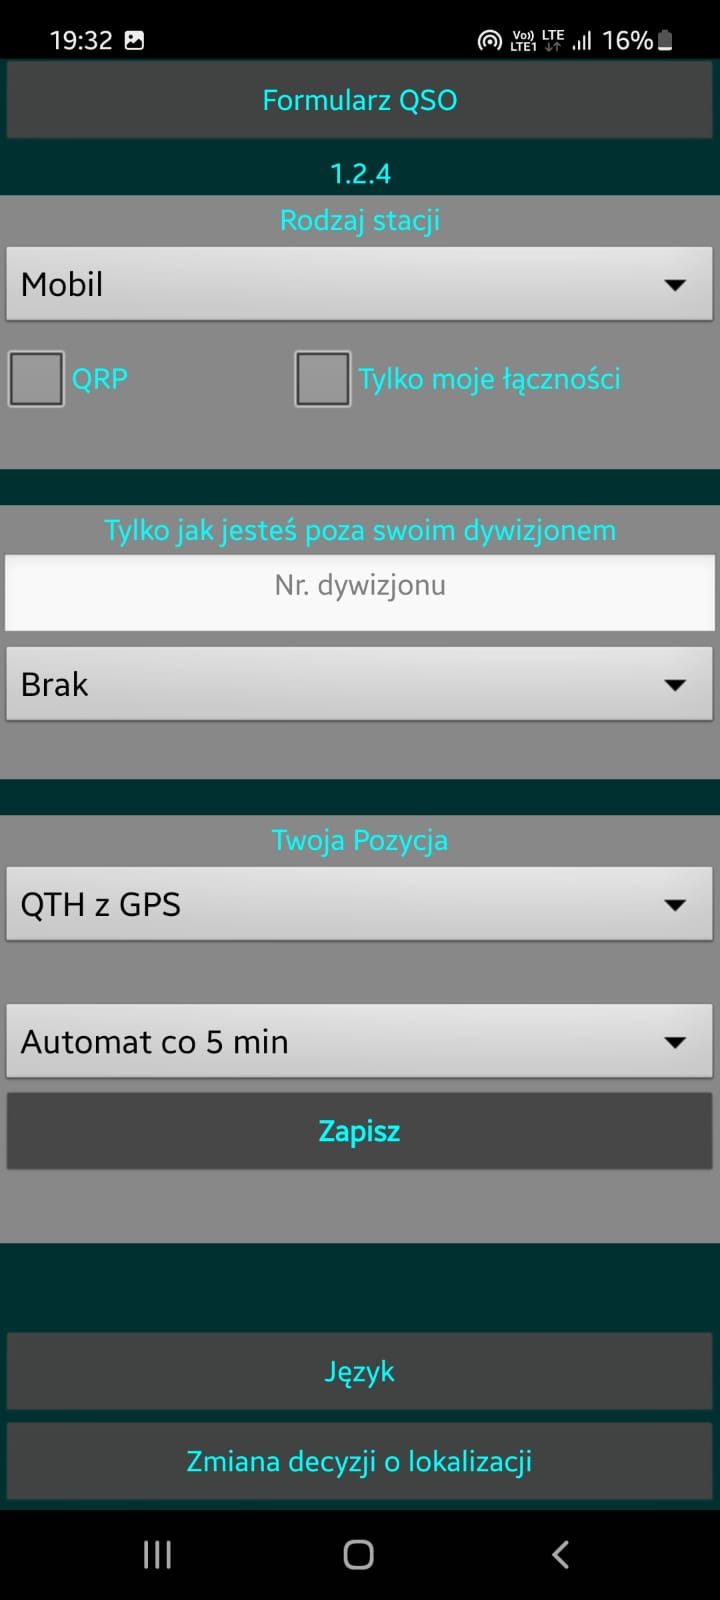 19:32 Vo)) LTE1 LTE 16%
Formularz QSO
1.2.4
Rodzaj stacji
Mobil
QRP Tylko moje łączności
Tylko jak jesteś poza swoim dywizjonem
Nr. dywizjonu
Brak
Twoja Pozycja
QTH z GPS
Automat co 5 min
Zapisz
Język
Zmiana decyzji o lokalizacji